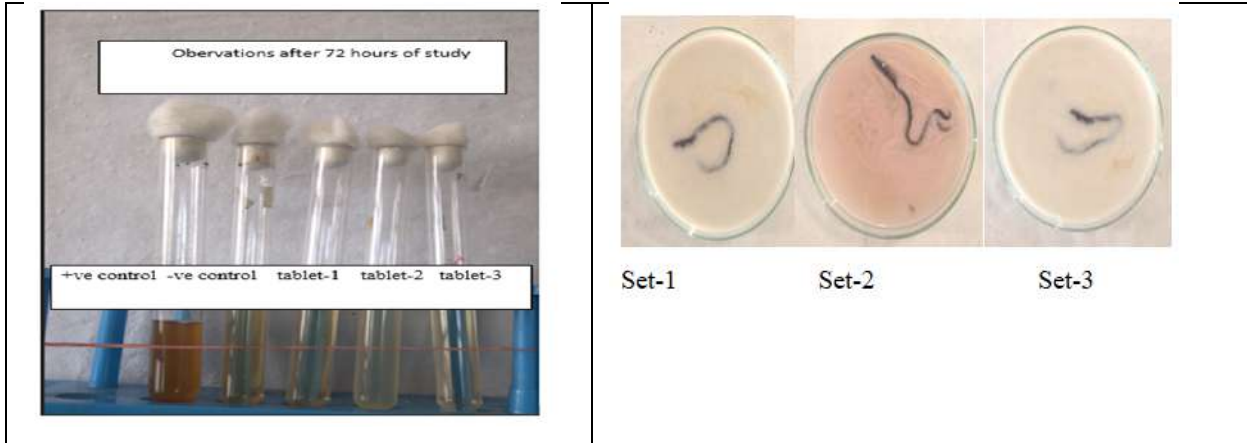 Obervations after 72 hours of study
+ve control -ve control tablet-1 tablet-2 tablet-3
Set-1 Set-2 Set-3